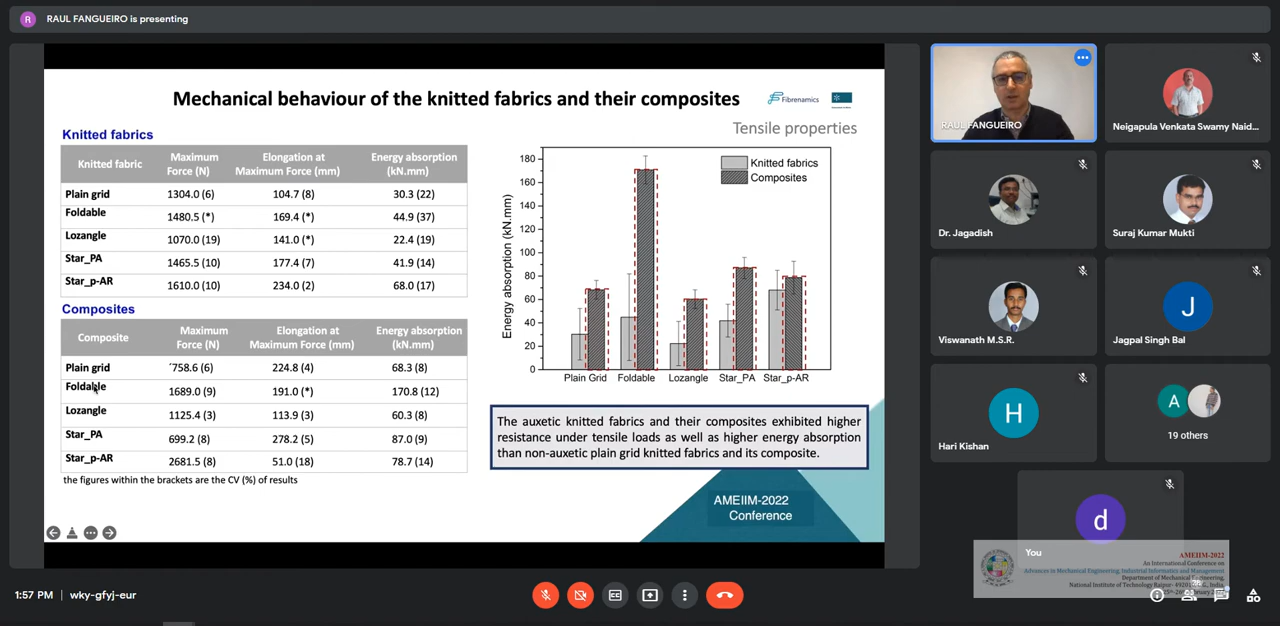 R RAUL FANGUEIRO is presenting
Mechanical behaviour of the knitted fabrics and their composites
Fibrenamics
Tensile properties
Knitted fabrics
Knitted fabric Maximum Force (N) Elongation at Maximum Force (mm) Energy absorption (kN.mm)
Plain grid 1304.0 (6) 104.7 (8) 30.3 (22)
Foldable 1480.5 (*) 169.4 (*) 44.9 (37)
Lozangle 1070.0 (19) 141.0 (*) 22.4 (19)
Star_PA 1465.5 (10) 177.4 (7) 41.9 (14)
Star_p-AR 1610.0 (10) 234.0 (2) 68.0 (17)
Composites
Composite Maximum Force (N) Elongation at Maximum Force (mm) Energy absorption (kN.mm)
Plain grid ´758.6 (6) 224.8 (4) 68.3 (8)
Foldable 1689.0 (9) 191.0 (*) 170.8 (12)
Lozangle 1125.4 (3) 113.9 (3) 60.3 (8)
Star_PA 699.2 (8) 278.2 (5) 87.0 (9)
Star_p-AR 2681.5 (8) 51.0 (18) 78.7 (14)
the figures within the brackets are the CV (%) of results
Energy absorption (kN.mm)
180
160
140
120
100
80
60
40
20
0
Knitted fabrics
Composites
Plain Grid Foldable Lozangle Star_PA Star_p-AR
The auxetic knitted fabrics and their composites exhibited higher
resistance under tensile loads as well as higher energy absorption
than non-auxetic plain grid knitted fabrics and its composite.
AMEIIM-2022
Conference
RAUL FANGUEIRO
Neigapula Venkata Swamy Naid...
Dr. Jagadish
Suraj Kumar Mukti
Viswanath M.S.R.
J
Jagpal Singh Bal
H
Hari Kishan
A
19 others
d
You
AMEIIM-2022
An International Conference on
Advances in Mechanical Engineering, Industrial Informatics and Management
Department of Mechanical Engineering,
National Institute of Technology Raipur- 49201
1:57 PM | wky-gfyj-eur